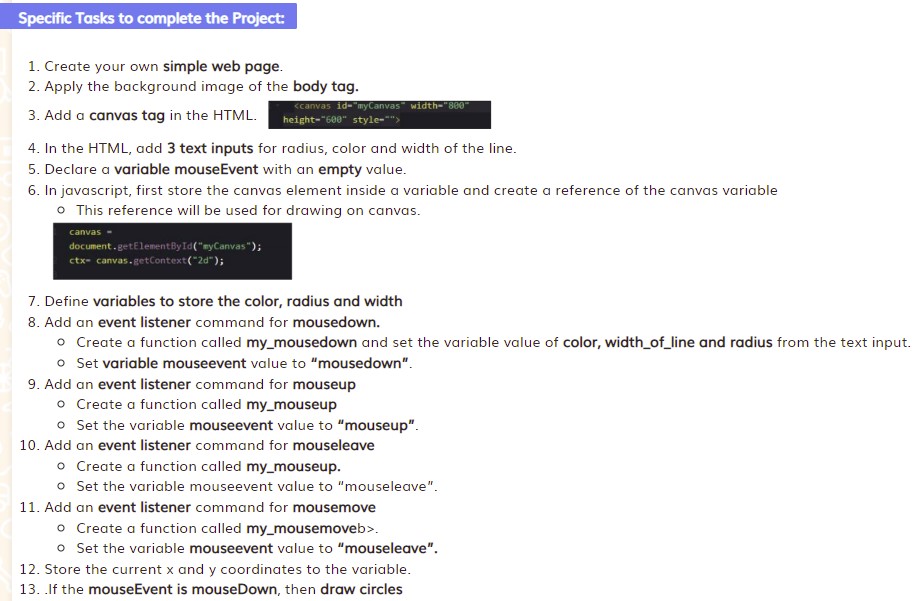 Specific Tasks to complete the Project:
1. Create your own simple web page.
2. Apply the background image of the body tag.
3. Add a canvas tag in the HTML.
<canvas id="myCanvas" width="800"
height="600" style="">
4. In the HTML, add 3 text inputs for radius, color and width of the line.
5. Declare a variable mouseEvent with an empty value.
6. In javascript, first store the canvas element inside a variable and create a reference of the canvas variable
This reference will be used for drawing on canvas.
canvas =
document.getElementById("myCanvas");
ctx= canvas.getContext("2d");
7. Define variables to store the color, radius and width
8. Add an event listener command for mousedown.
Create a function called my_mousedown and set the variable value of color, width_of_line and radius from the text input.
Set variable mouseevent value to “mousedown”.
9. Add an event listener command for mouseup
Create a function called my_mouseup
Set the variable mouseevent value to “mouseup”.
10. Add an event listener command for mouseleave
Create a function called my_mouseup.
Set the variable mouseevent value to “mouseleave”.
11. Add an event listener command for mousemove
Create a function called my_mousemoveb>.
Set the variable mouseevent value to “mouseleave”.
12. Store the current x and y coordinates to the variable.
13. .If the mouseEvent is mouseDown, then draw circles